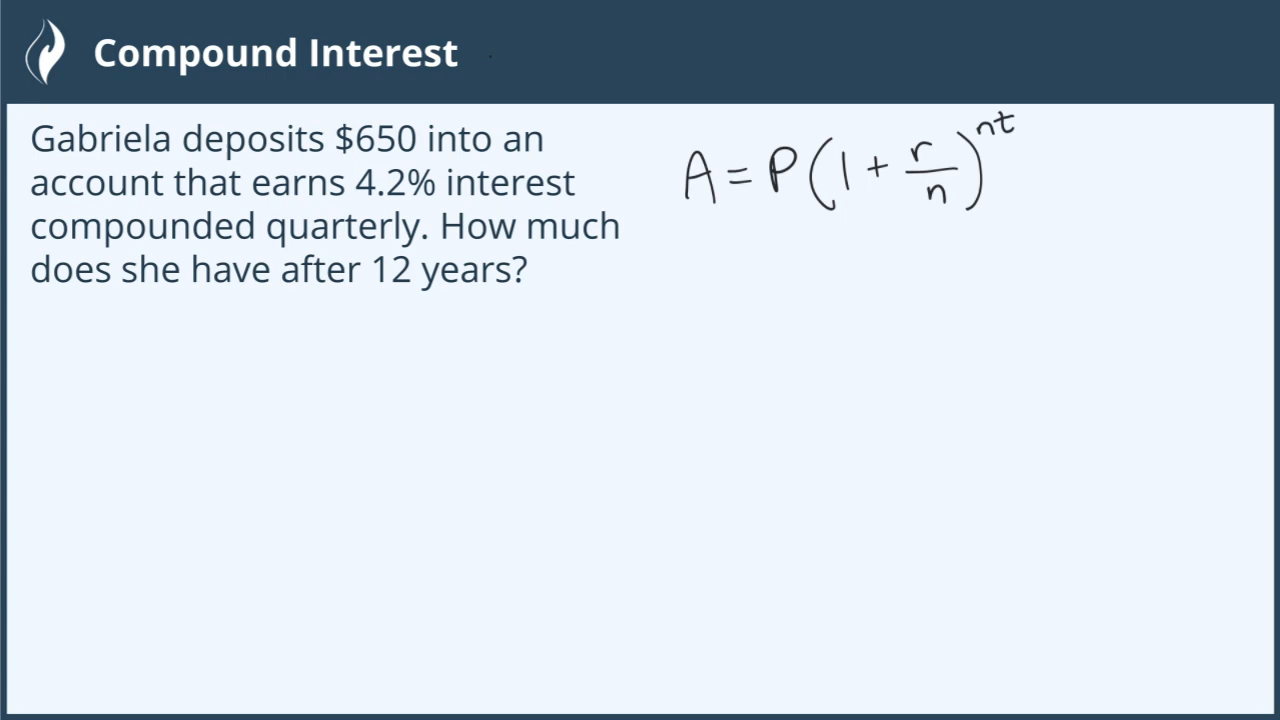 Compound Interest
Gabriela deposits $650 into an
account that earns 4.2% interest
compounded quarterly. How much
does she have after 12 years?
A = P(1 + r/n)^nt